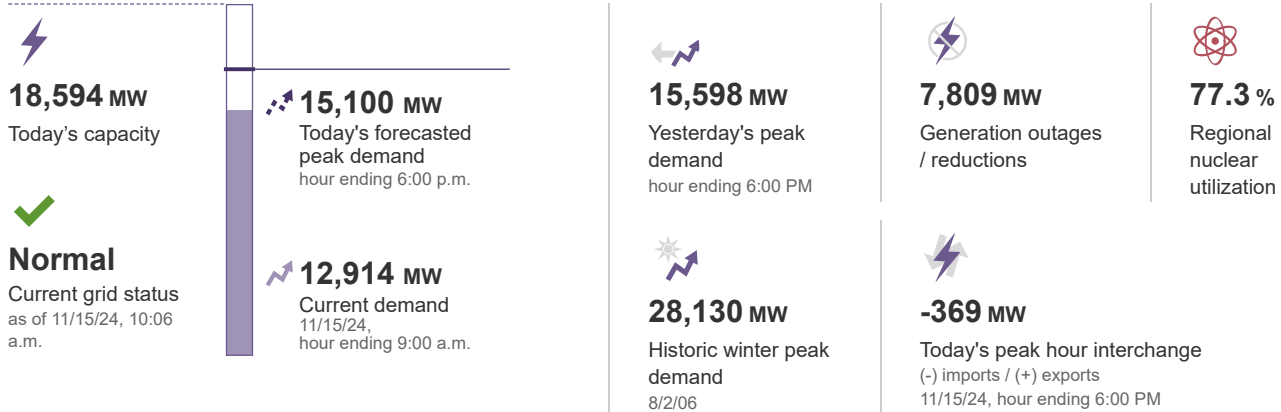 18,594 MW
Today's capacity
Normal
Current grid status
as of 11/15/24, 10:06
a.m.
15,100 MW
Today's forecasted
peak demand
hour ending 6:00 p.m.
12,914 MW
Current demand
11/15/24,
hour ending 9:00 a.m.
15,598 MW
Yesterday's peak
demand
hour ending 6:00 PM
7,809 MW
Generation outages
/ reductions
77.3 %
Regional
nuclear
utilization
28,130 MW
Historic winter peak
demand
8/2/06
-369 MW
Today's peak hour interchange
(-) imports / (+) exports
11/15/24, hour ending 6:00 PM